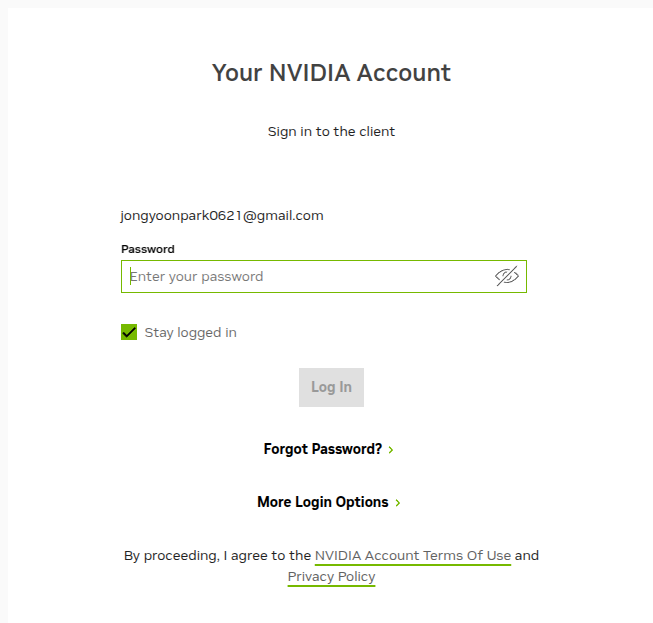 Your NVIDIA Account
Sign in to the client
jongyoonpark0621@gmail.com
Password
Enter your password
Stay logged in
Log In
Forgot Password?
More Login Options
By proceeding, I agree to the NVIDIA Account Terms Of Use and
Privacy Policy